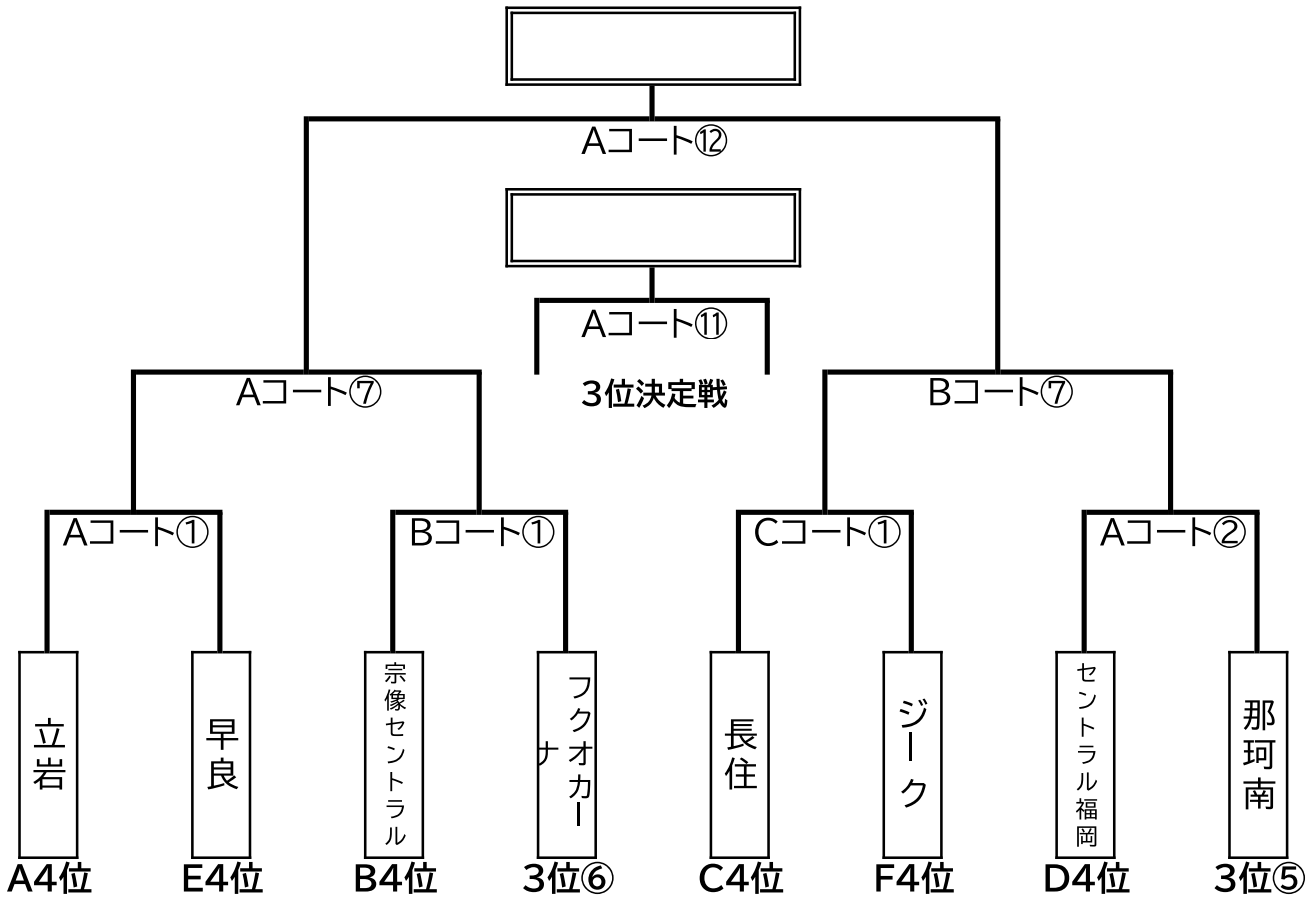 Aコート⑫
Aコート⑪
3位決定戦
Aコート⑦
Bコート⑦
Aコート①
Bコート①
Cコート①
Aコート②
立岩
早良
宗像セントラル
フクオカー
ナ
長住
ジーク
セントラル福岡
那珂南
A4位
E4位
B4位
3位⑥
C4位
F4位
D4位
3位⑤